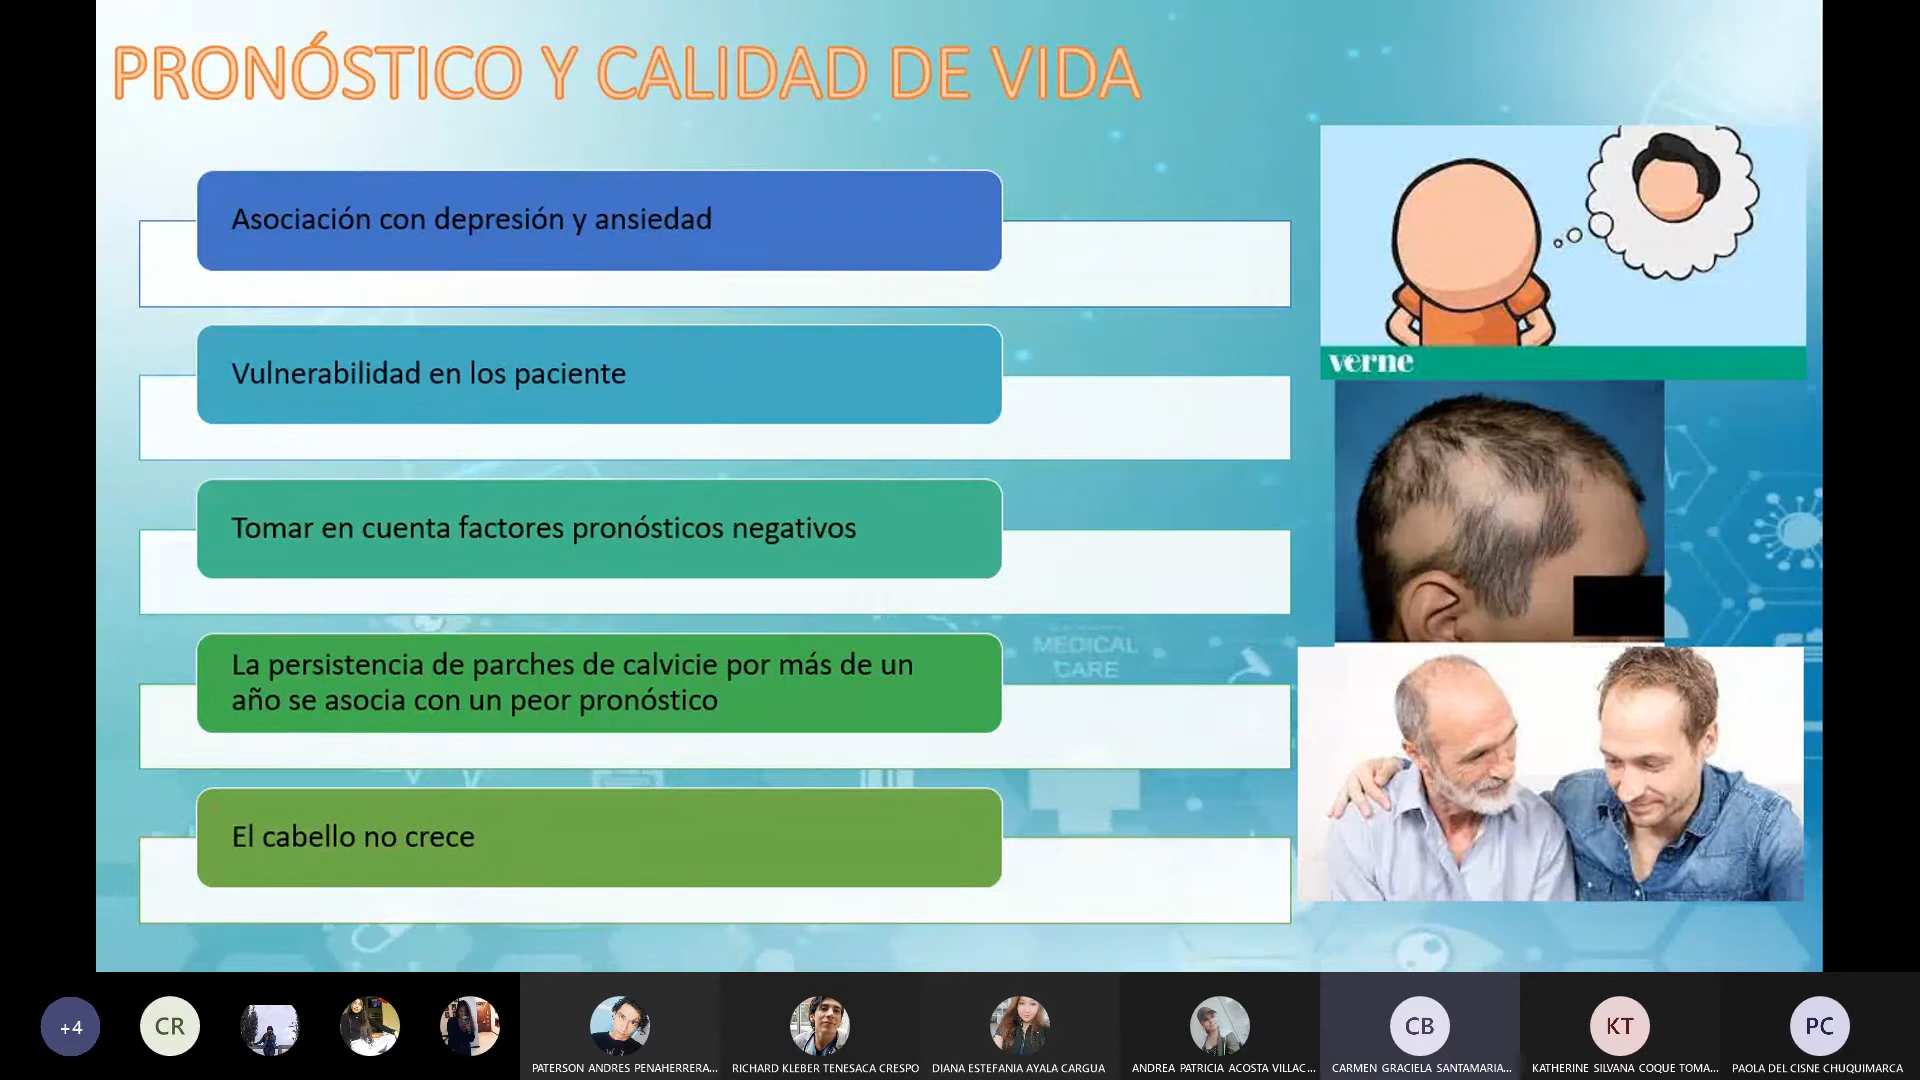 PRONÓSTICO Y CALIDAD DE VIDA
Asociación con depresión y ansiedad
Vulnerabilidad en los paciente
Tomar en cuenta factores pronósticos negativos
La persistencia de parches de calvicie por más de un
año se asocia con un peor pronóstico
El cabello no crece
verne
MEDICAL
CARE
+4
CR
CB
KT
PC
PATERSON ANDRES PENAHERRERA...
RICHARD KLEBER TENESACA CRESPO
DIANA ESTEFANIA AYALA CARGUA
ANDREA PATRICIA ACOSTA VILLAC...
CARMEN GRACIELA SANTAMARIA...
KATHERINE SILVANA COQUE TOMA...
PAOLA DEL CISNE CHUQUIMARCA